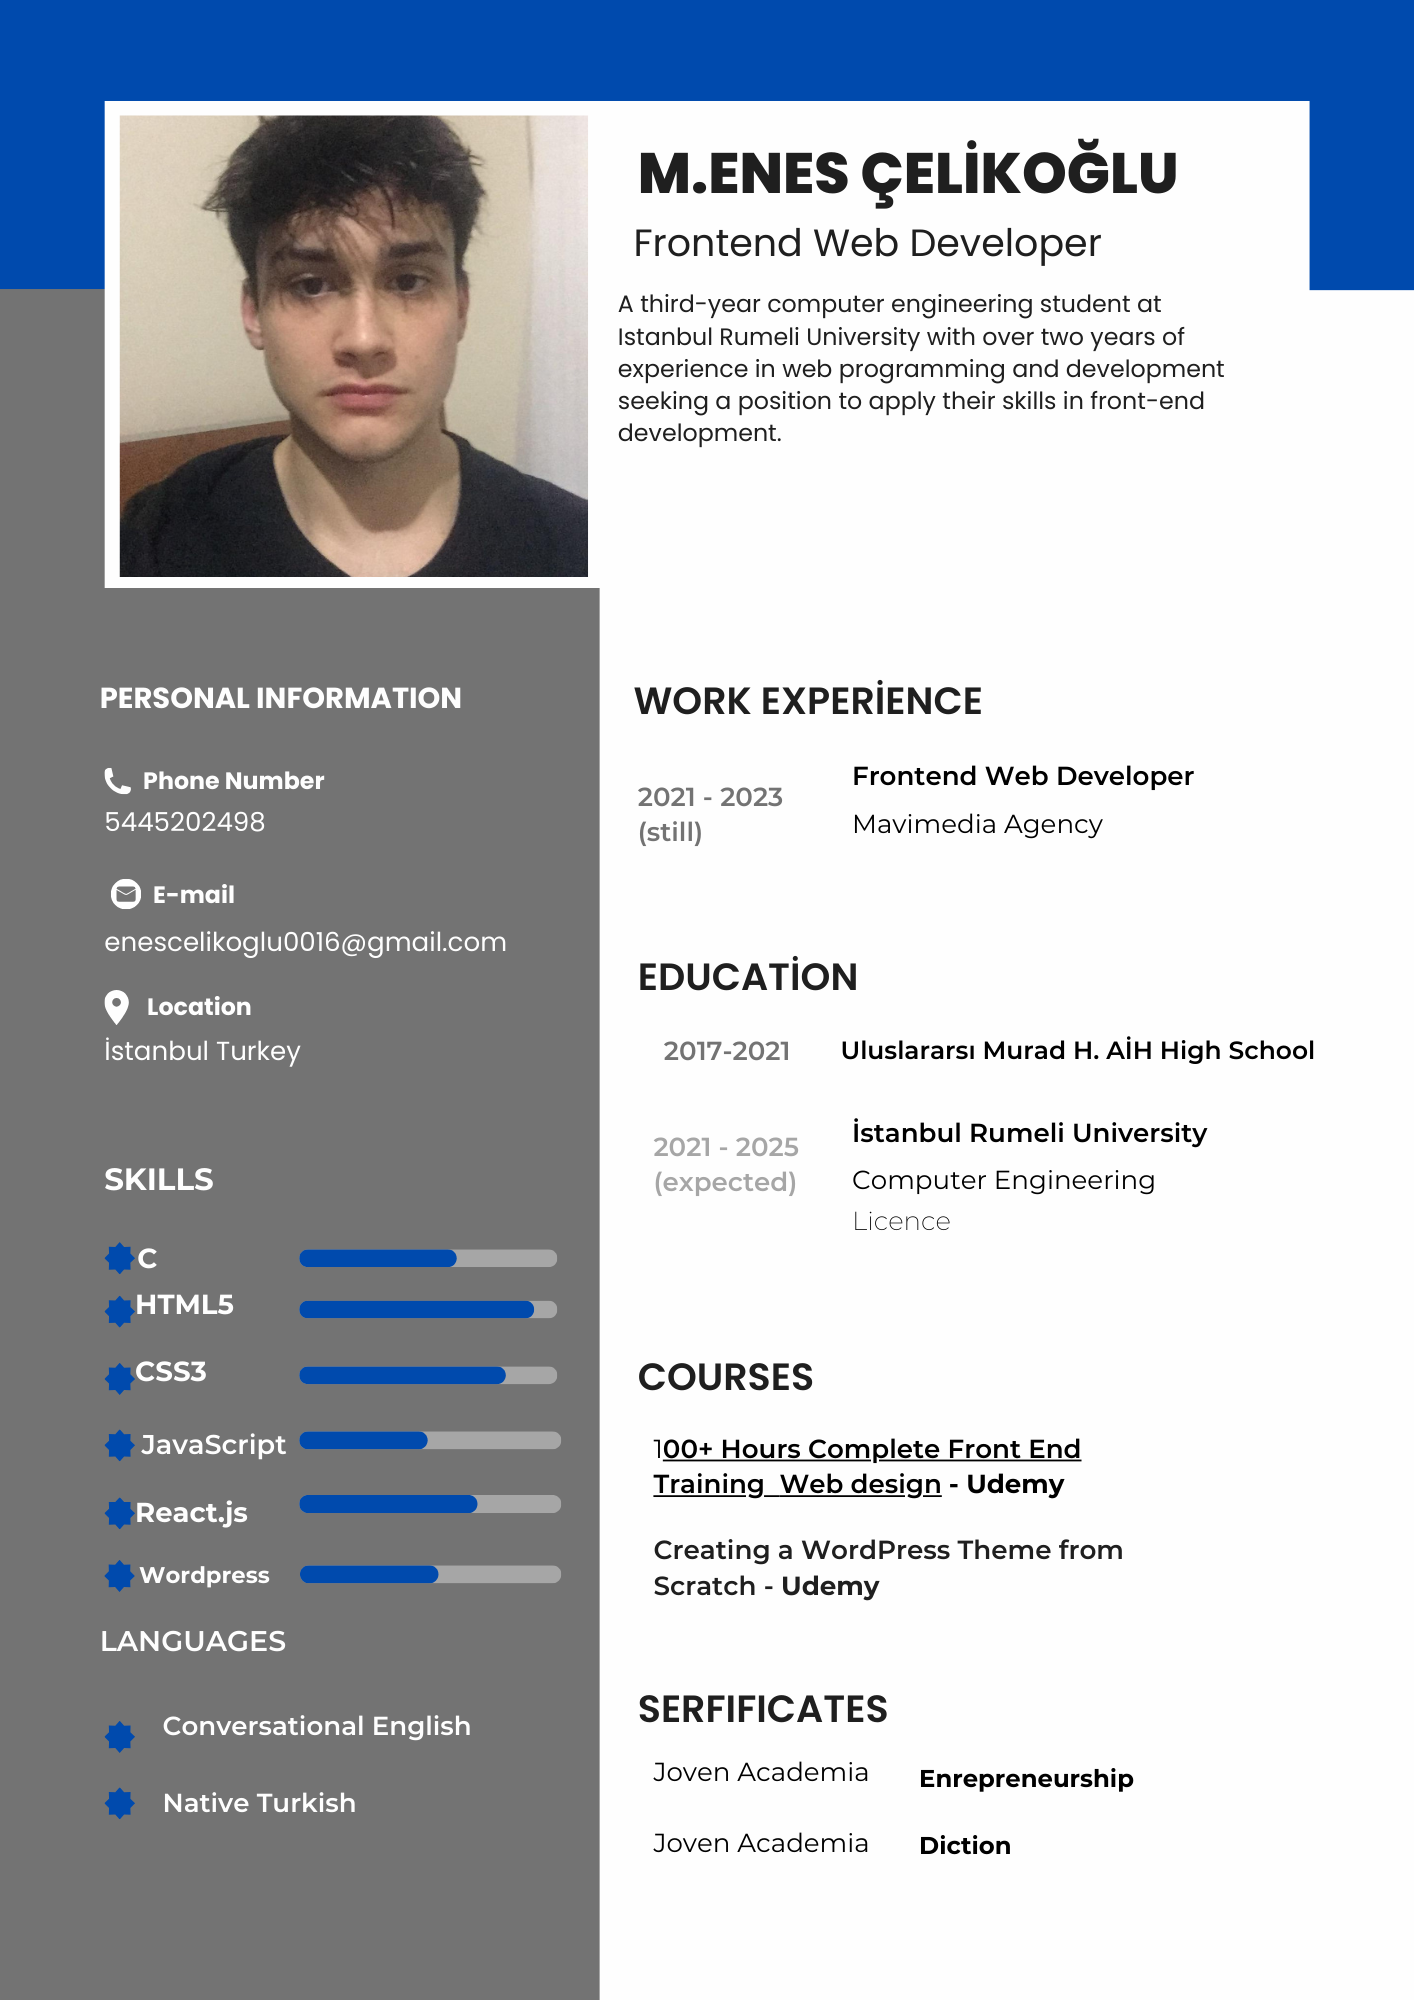 M.ENES ÇELİKOĞLU
Frontend Web Developer
A third-year computer engineering student at
Istanbul Rumeli University with over two years of
experience in web programming and development
seeking a position to apply their skills in front-end
development.
PERSONAL INFORMATION
Phone Number
5445202498
E-mail
enescelikoglu0016@gmail.com
Location
İstanbul Turkey
SKILLS
C
HTML5
CSS3
JavaScript
React.js
Wordpress
LANGUAGES
Conversational English
Native Turkish
WORK EXPERİENCE
2021 - 2023
(still)
Frontend Web Developer
Mavimedia Agency
EDUCATİON
2017-2021
Uluslararsı Murad H. AİH High School
2021 - 2025
(expected)
İstanbul Rumeli University
Computer Engineering
Licence
COURSES
100+ Hours Complete Front End
Training  Web design - Udemy
Creating a WordPress Theme from
Scratch - Udemy
SERFIFICATES
Joven Academia
Enrepreneurship
Joven Academia
Diction